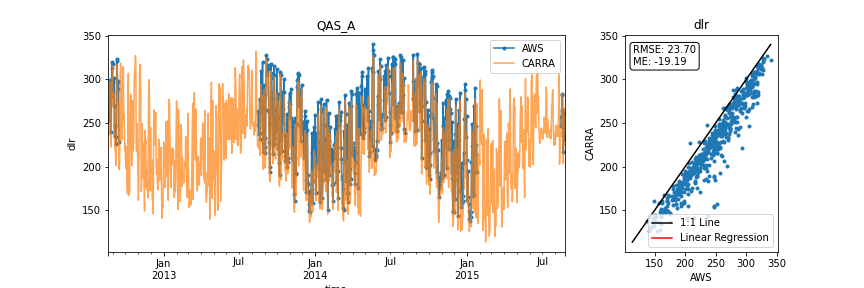 QAS_A
dlr
350
300
250
200
150
Jan
2013
Jul
Jan
2014
Jul
Jan
2015
Jul
time
AWS
CARRA
dlr
CARRA
350
300
250
200
150
RMSE: 23.70
ME: -19.19
1:1 Line
Linear Regression
150 200 250 300 350
AWS